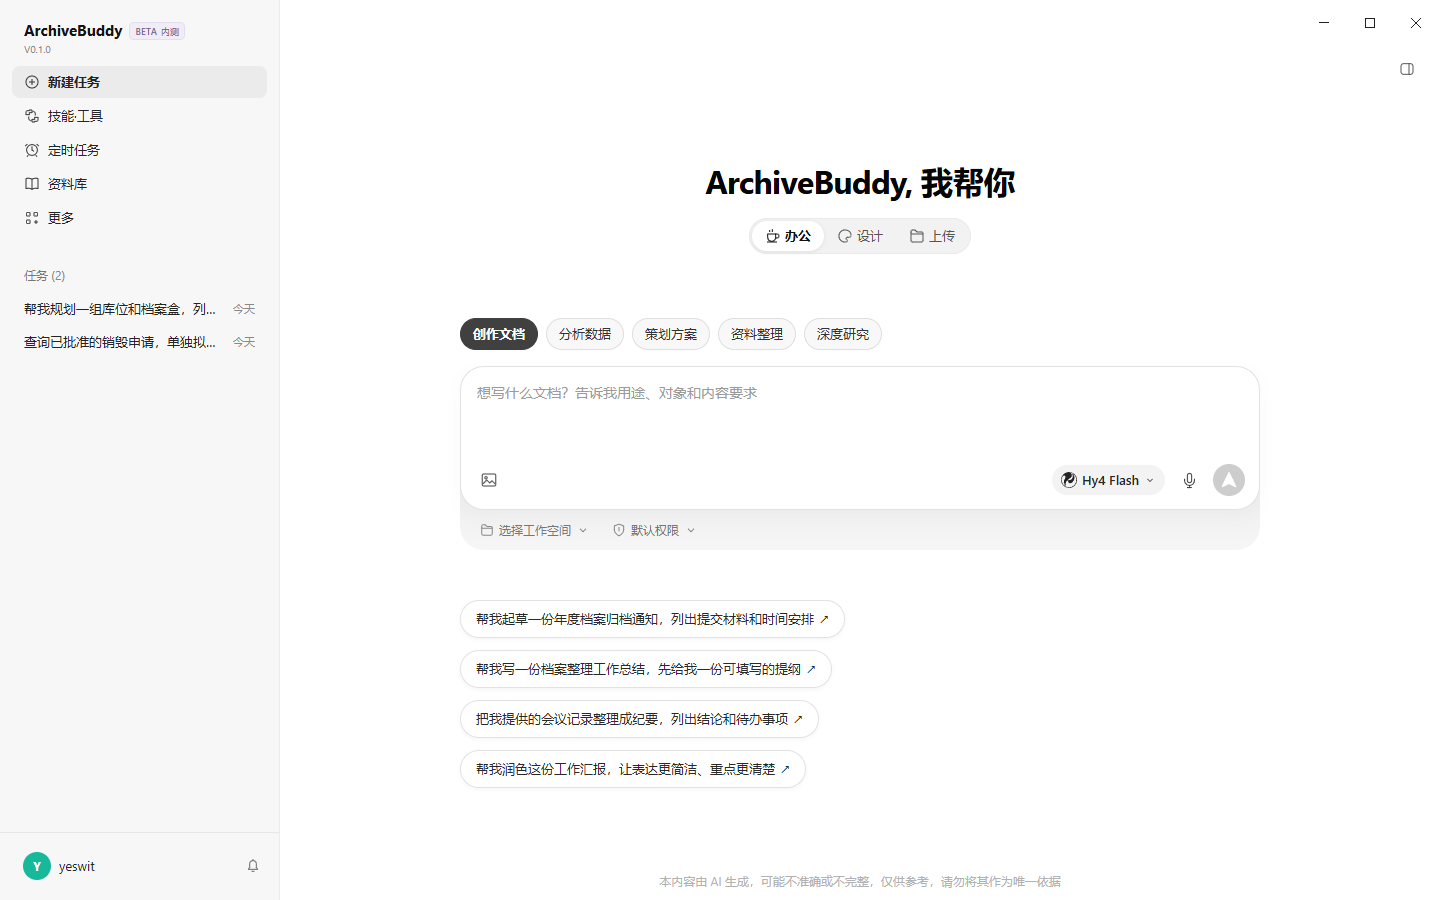 ArchiveBuddy BETA 内测
V0.1.0
新建任务
技能·工具
定时任务
资料库
更多
任务 (2)
帮我规划一组库位和档案盒，列... 今天
查询已批准的销毁申请，单独拟... 今天
Y yeswit
ArchiveBuddy, 我帮你
办公 设计 上传
创作文档 分析数据 策划方案 资料整理 深度研究
想写什么文档？告诉我用途、对象和内容要求
Hy4 Flash
选择工作空间 默认权限
帮我起草一份年度档案归档通知，列出提交材料和时间安排 ↗
帮我写一份档案整理工作总结，先给我一份可填写的提纲 ↗
把我提供的会议记录整理成纪要，列出结论和待办事项 ↗
帮我润色这份工作汇报，让表达更简洁、重点更清楚 ↗
本内容由 AI 生成，可能不准确或不完整，仅供参考，请勿将其作为唯一依据